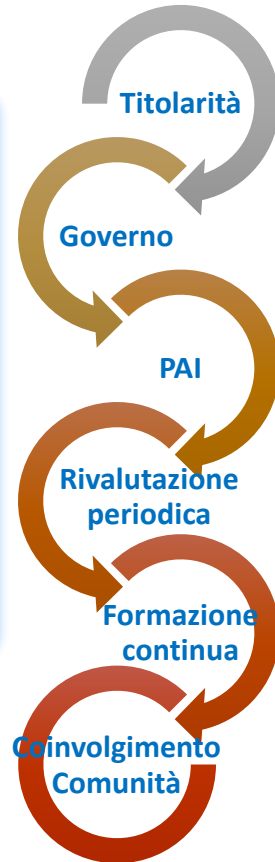 Titolarità
Governo
PAI
Rivalutazione
periodica
Formazione
continua
Coinvolgimento
Comunità